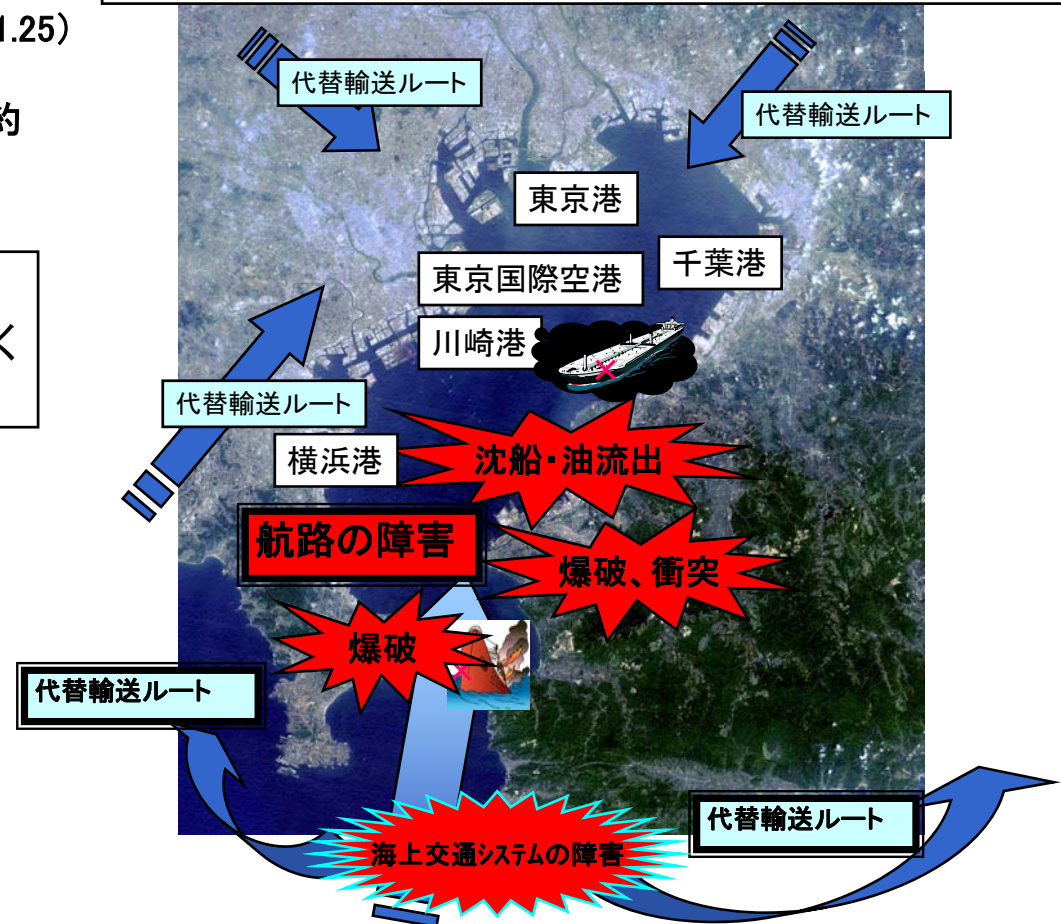 1.25）
約
く
代替輸送ルート
代替輸送ルート
東京港
千葉港
東京国際空港
川崎港
代替輸送ルート
横浜港
沈船・油流出
航路の障害
爆破、衝突
爆破
代替輸送ルート
代替輸送ルート
海上交通システムの障害